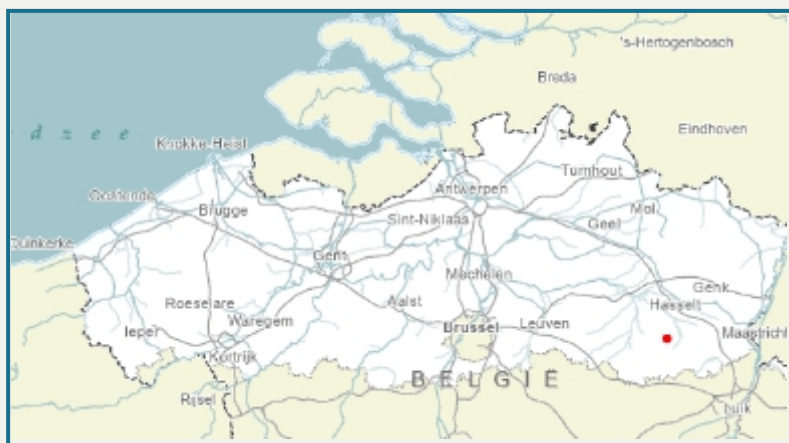 's-Hertogenbosch
Breda
Eindhoven
d z e e
Knokke-Heist
Turnhout
Antwerpen
Oostende
Brugge
Sint-Niklaas
Geel
Mol
Duinkerke
Gent
Mechelen
Genk
Roeselare
Aalst
Hasselt
Ieper
Waregem
Brussel
Leuven
Maastricht
Kortrijk
BELGIË
Rijsel
Luik